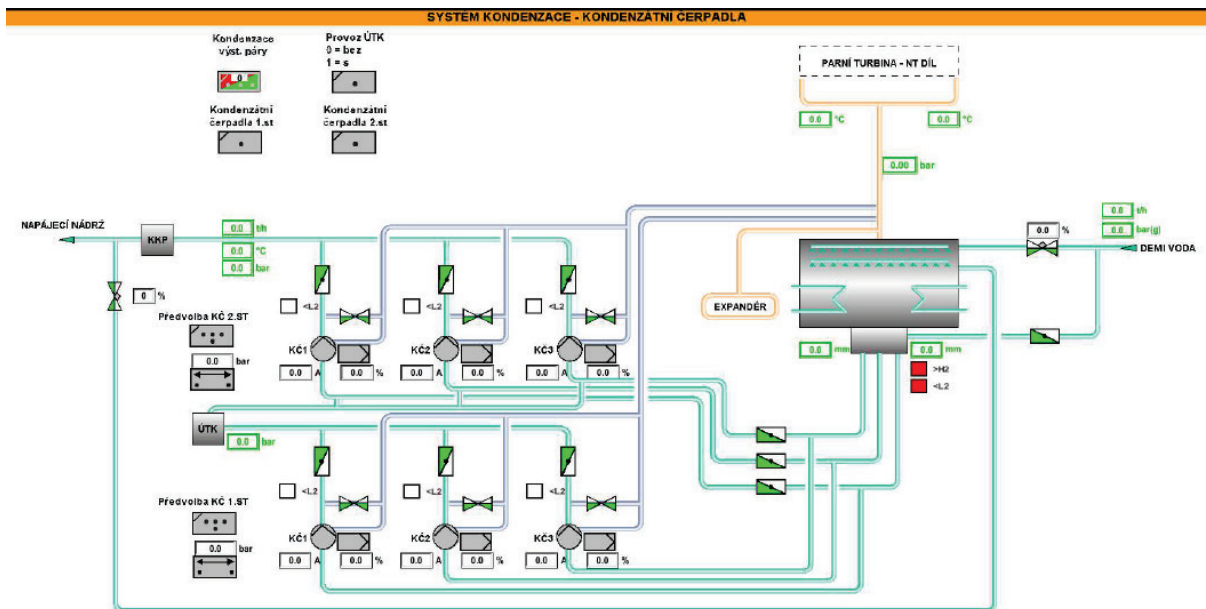 SYSTÉM KONDENZACE - KONDENZÁTNÍ ČERPADLA
Kondenzace
výst. páry
0
Provoz ÚTK
0 = bez
1 = s
Kondenzátní
čerpadla 1.st
Kondenzátní
čerpadla 2.st
PARNÍ TURBINA - NT DÍL
0.0 °C
0.0 °C
0.00 bar
NAPÁJECÍ NÁDRŽ
KKP
0.0 t/h
0.0 °C
0.0 bar
0.0 %
0.0 t/h
0.0 bar(g)
DEMI VODA
0 %
EXPANDÉR
Předvolba KČ 2.ST
0.0 bar
<L2
<L2
<L2
KČ1
KČ2
KČ3
0.0 A
0.0 %
0.0 A
0.0 %
0.0 A
0.0 %
0.0 mm
0.0 mm
>H2
<L2
ÚTK
0.0 bar
Předvolba KČ 1.ST
0.0 bar
<L2
<L2
<L2
KČ1
KČ2
KČ3
0.0 A
0.0 %
0.0 A
0.0 %
0.0 A
0.0 %